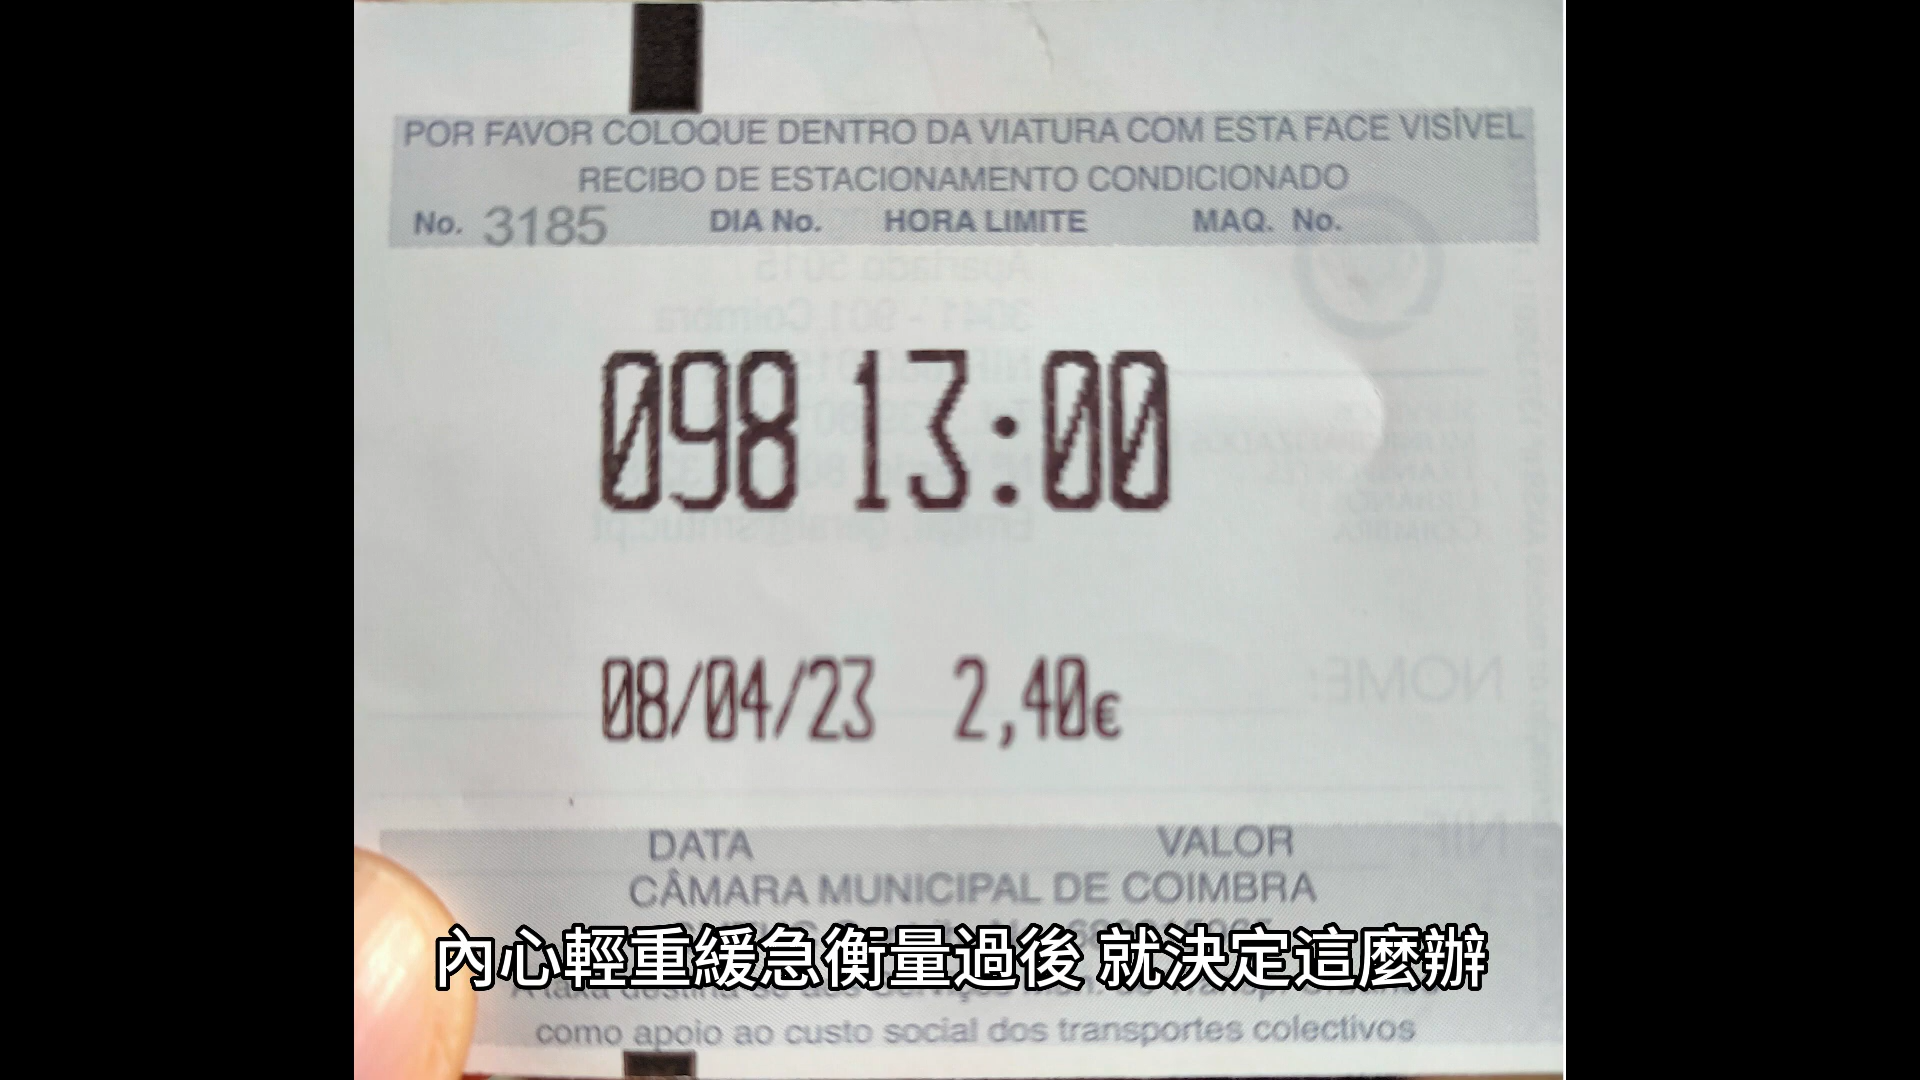 POR FAVOR COLOQUE DENTRO DA VIATURA COM ESTA FACE VISÍVEL
RECIBO DE ESTACIONAMENTO CONDICIONADO
No. 3185 DIA No. HORA LIMITE MAQ. No.
098 13:00
08/04/23 2,40€
DATA VALOR
CÂMARA MUNICIPAL DE COIMBRA
內心輕重緩急衡量過後 就決定這麼辦
como apoio ao custo social dos transportes colectivos